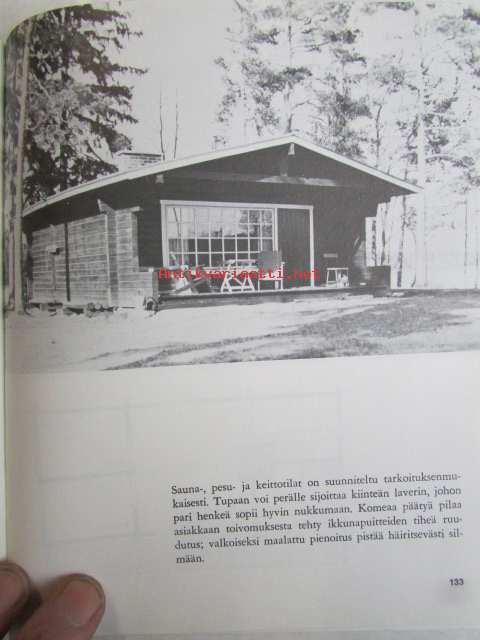 Antikvariaatti.net
Sauna-, pesu- ja keittotilat on suunniteltu tarkoituksenmu-
kaisesti. Tupaan voi perälle sijoittaa kiinteän laverin, johon
pari henkeä sopii hyvin nukkumaan. Komeaa päätyä pilaa
asiakkaan toivomuksesta tehty ikkunapuitteiden tiheä ruu-
dutus; valkoiseksi maalattu pienoitus pistää häiritsevästi sil-
mään.
133